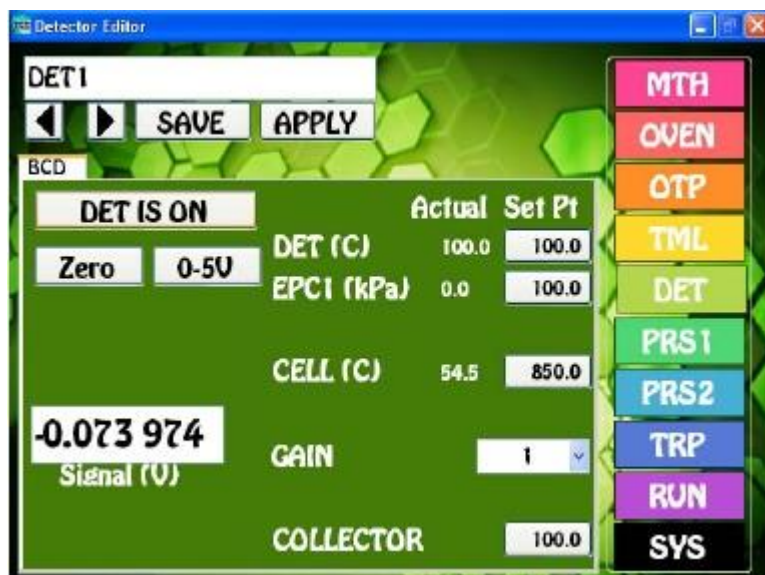 Detector Editor
DET1
SAVE APPLY
BCD
DET IS ON
Actual Set Pt
Zero 0-5V
DET (C) 100.0 100.0
EPC1 (kPa) 0.0 100.0
CELL (C) 54.5 850.0
-0.073 974
Signal (V)
GAIN 1
COLLECTOR 100.0
MTH
OVEN
OTP
TML
DET
PRS1
PRS2
TRP
RUN
SYS